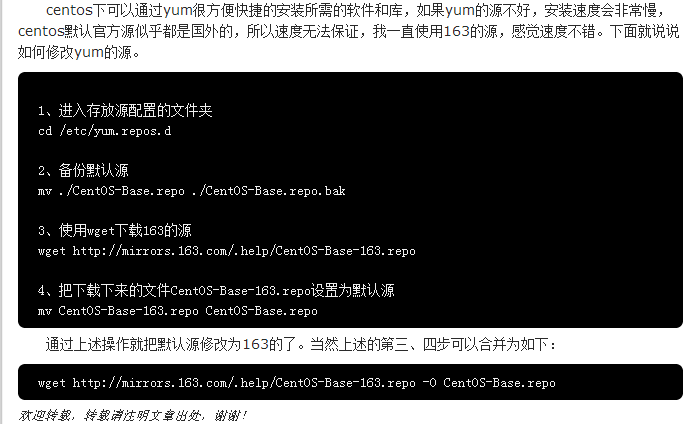 centos下可以通过yum很方便快捷的安装所需的软件和库，如果yum的源不好，安装速度会非常慢，
centos默认官方源似乎都是国外的，所以速度无法保证，我一直使用163的源，感觉速度不错。下面就说说
如何修改yum的源。
1、进入存放源配置的文件夹
cd /etc/yum.repos.d
2、备份默认源
mv ./CentOS-Base.repo ./CentOS-Base.repo.bak
3、使用wget下载163的源
wget http://mirrors.163.com/.help/CentOS-Base-163.repo
4、把下载下来的文件CentOS-Base-163.repo设置为默认源
mv CentOS-Base-163.repo CentOS-Base.repo
通过上述操作就把默认源修改为163的了。当然上述的第三、四步可以合并为如下：
wget http://mirrors.163.com/.help/CentOS-Base-163.repo -O CentOS-Base.repo
欢迎转载，转载请注明文章出处，谢谢！